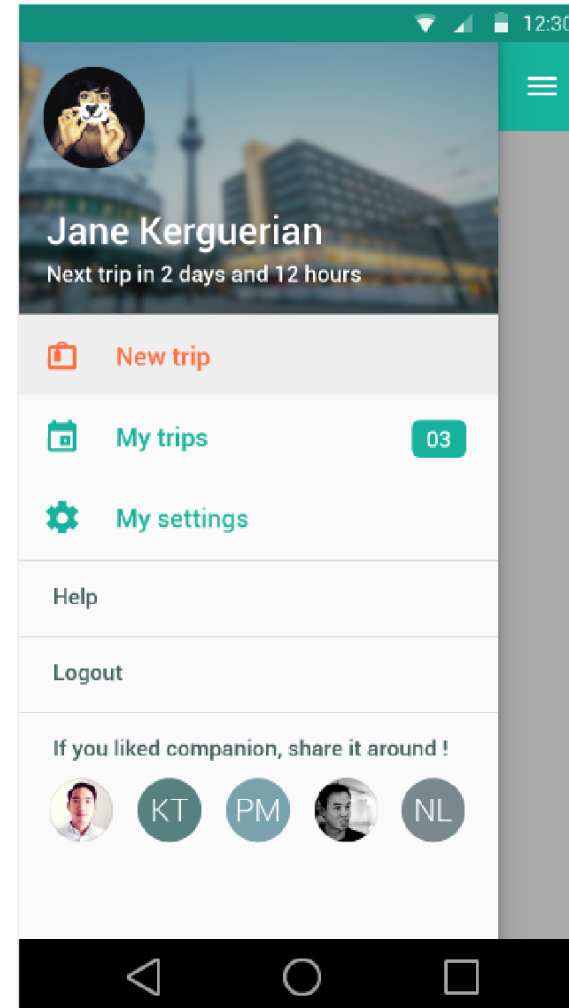 12:30
Jane Kerguerian
Next trip in 2 days and 12 hours
New trip
My trips
03
My settings
Help
Logout
If you liked companion, share it around !
KT
PM
NL